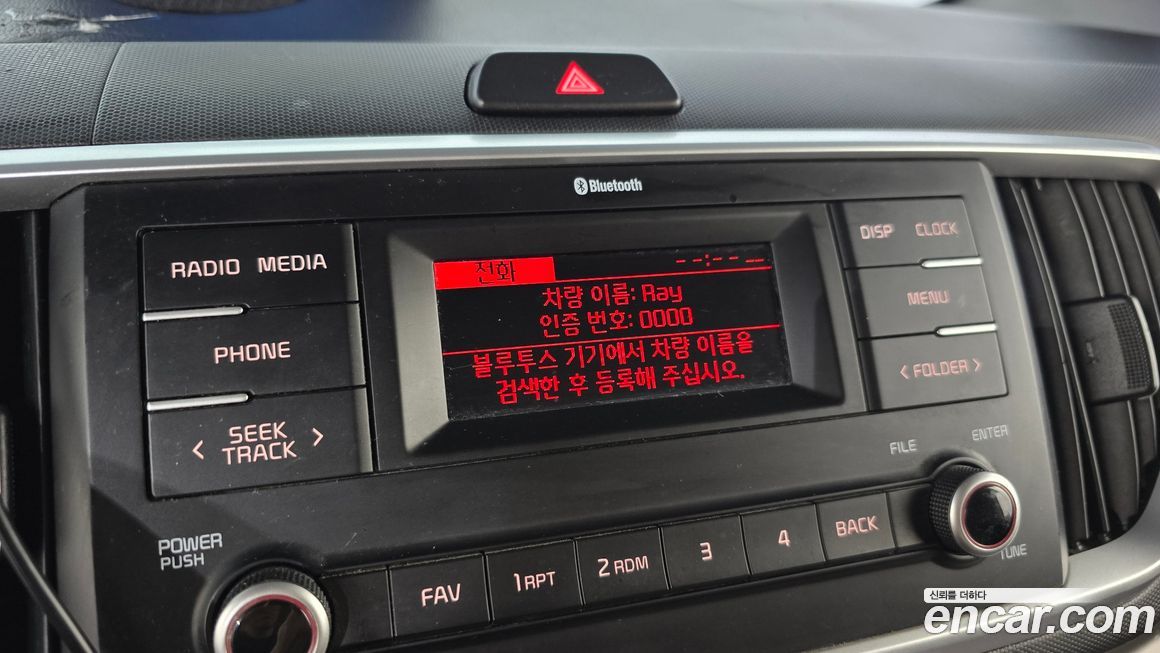 Bluetooth
RADIO MEDIA
DISP CLOCK
전화 --:-- --
차량 이름: Ray
인증 번호: 0000
블루투스 기기에서 차량 이름을
검색한 후 등록해 주십시오.
PHONE
MENU
< FOLDER >
< SEEK TRACK >
FILE
ENTER
POWER
PUSH
FAV
1 RPT
2 RDM
3
4
BACK
TUNE
신뢰를 더하다
encar.com